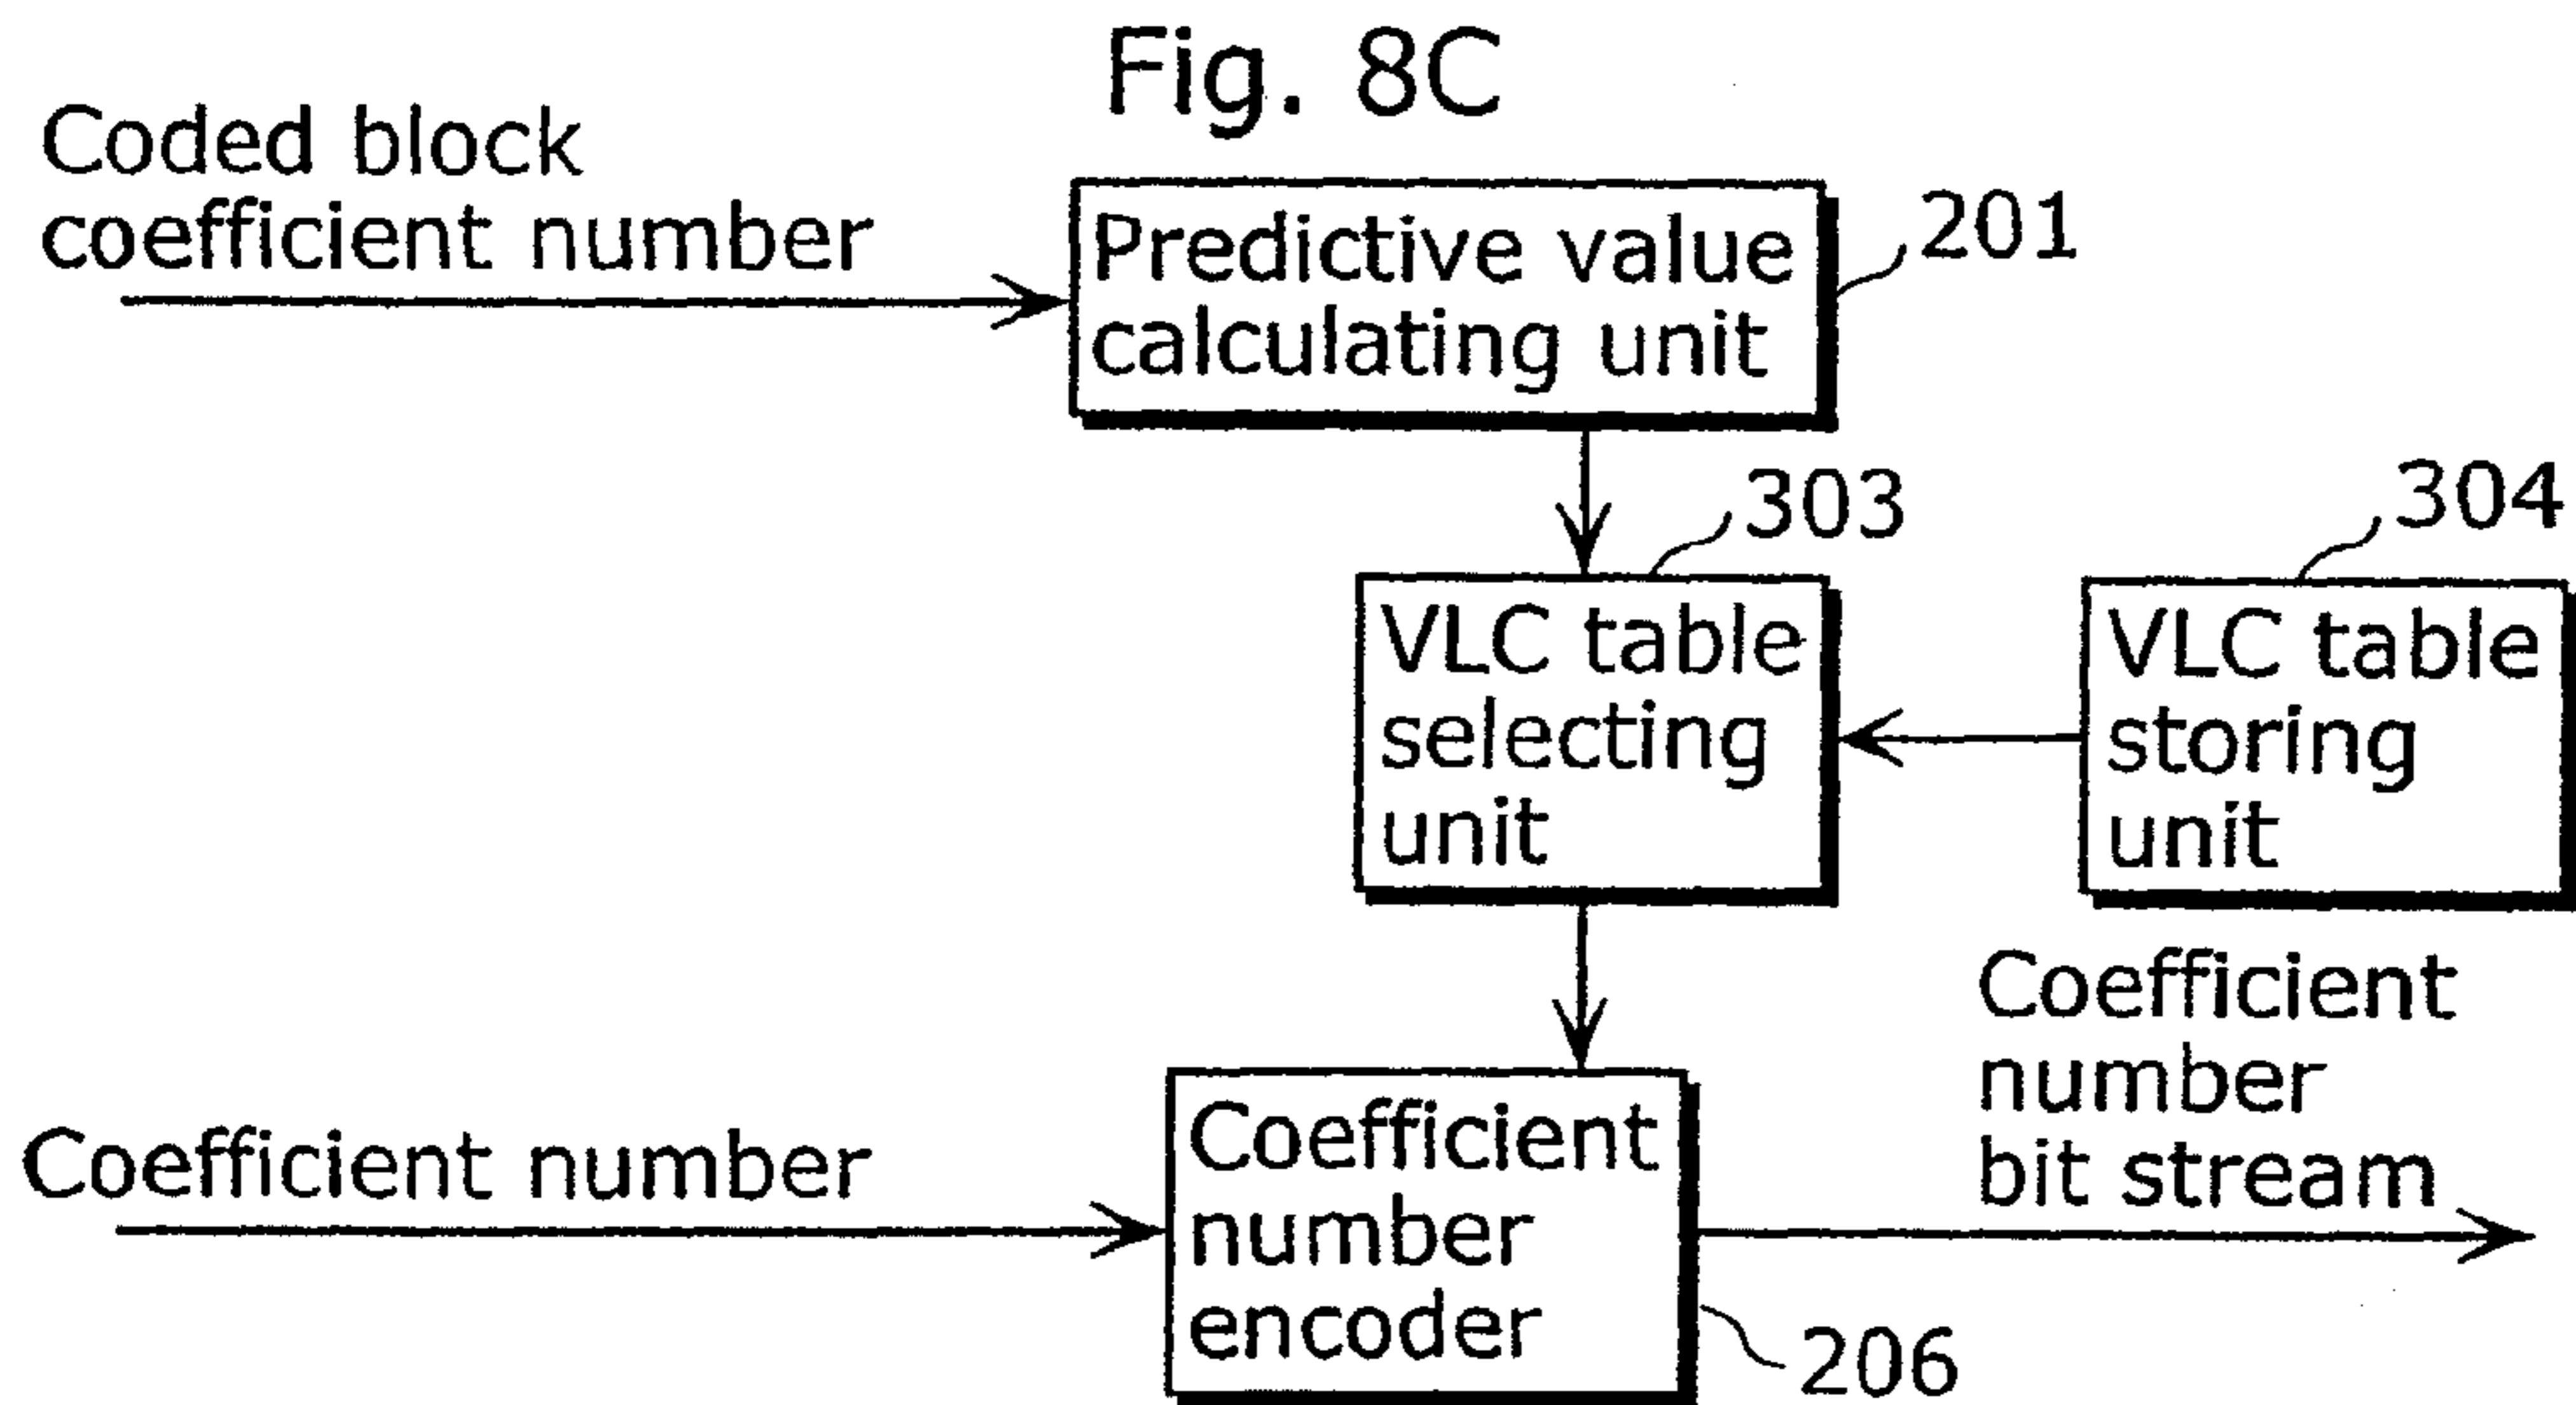 Fig. 8C
Coded block
coefficient number
Predictive value
calculating unit
201
303
304
VLC table
selecting
unit
VLC table
storing
unit
Coefficient number
Coefficient
number
encoder
Coefficient
number
bit stream
206